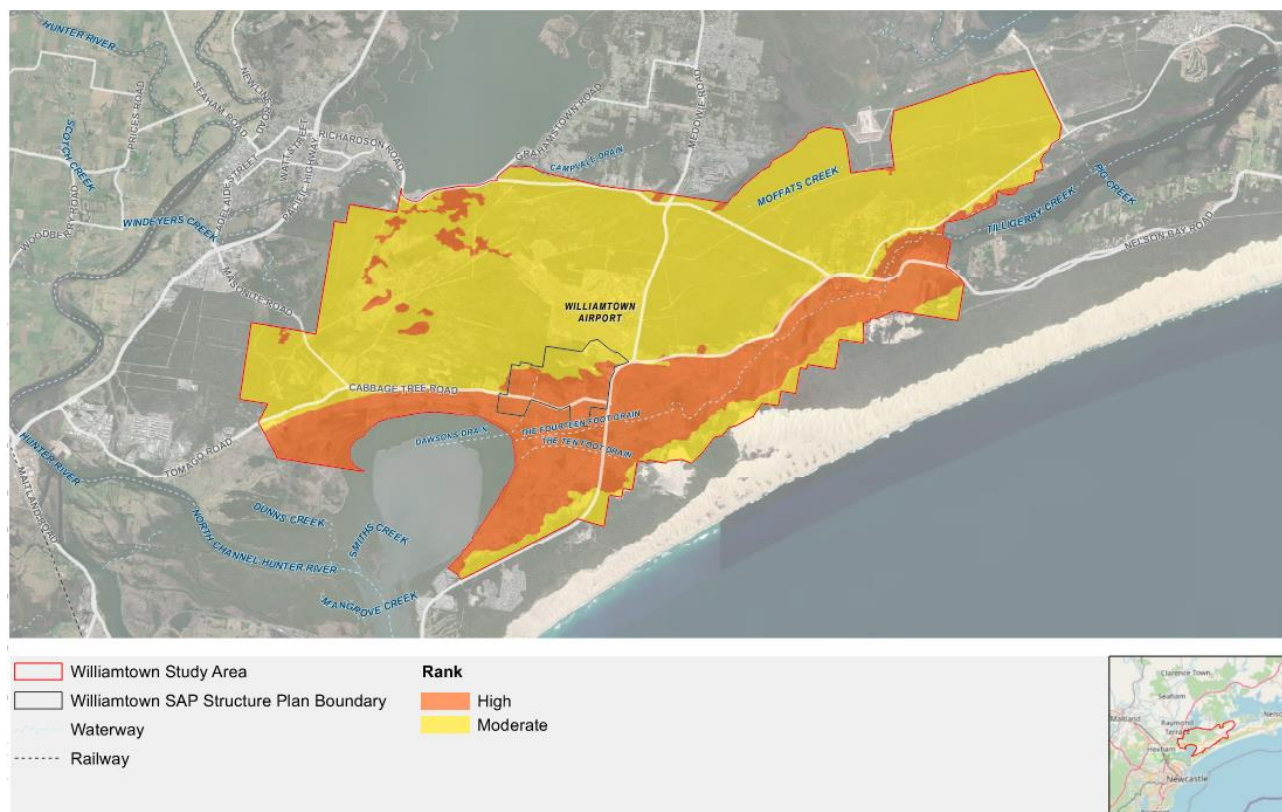 HUNTER RIVER
SEAHAM ROAD
NEWLINE ROAD
PRICES ROAD
SCOTCH CREEK
WATT STREET
RICHARDSON ROAD
ADELAIDE STREET
PACIFIC HIGHWAY
GRAHAMSTOWN ROAD
MEDOWIE ROAD
CAMPVALE DRAIN
MOFFATS CREEK
PIG CREEK
TILLIGERRY CREEK
NELSON BAY ROAD
WINDEYERS CREEK
WOODBERRY ROAD
MASONITE ROAD
WILLIAMTOWN
AIRPORT
CABBAGE TREE ROAD
DAWSONS DRAIN
THE FOURTEEN FOOT DRAIN
THE TEN FOOT DRAIN
TOMAGO ROAD
HUNTER RIVER
MAITLAND ROAD
DUNNS CREEK
SMITHS CREEK
NORTH CHANNEL HUNTER RIVER
MANGROVE CREEK
Williamtown Study Area
Williamtown SAP Structure Plan Boundary
Waterway
Railway
Rank
High
Moderate
Clarence Town
Seaham
Maitland
Raymond
Terrace
Hexham
Newcastle